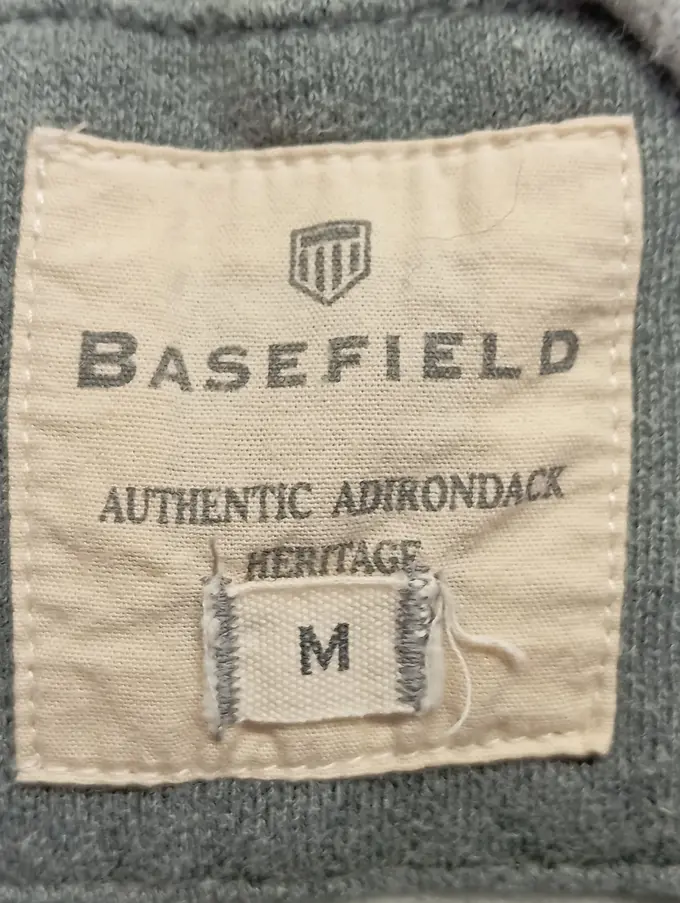 BASEFIELD
AUTHENTIC ADIRONDACK
HERITAGE
M